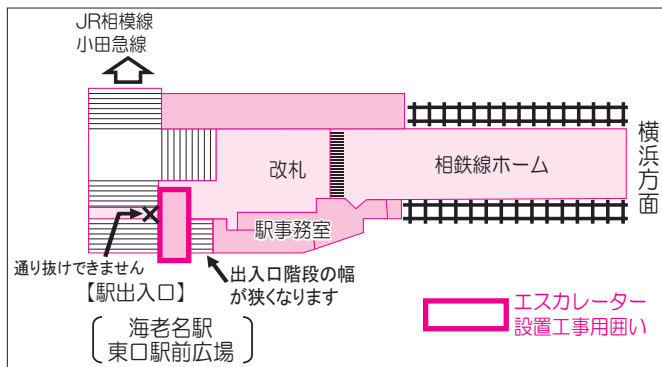 JR相模線
小田急線
改札
相鉄線ホーム
横浜方面
駅事務室
通り抜けできません
出入口階段の幅
が狭くなります
【駅出入口】
海老名駅
東口駅前広場
エスカレーター
設置工事用囲い